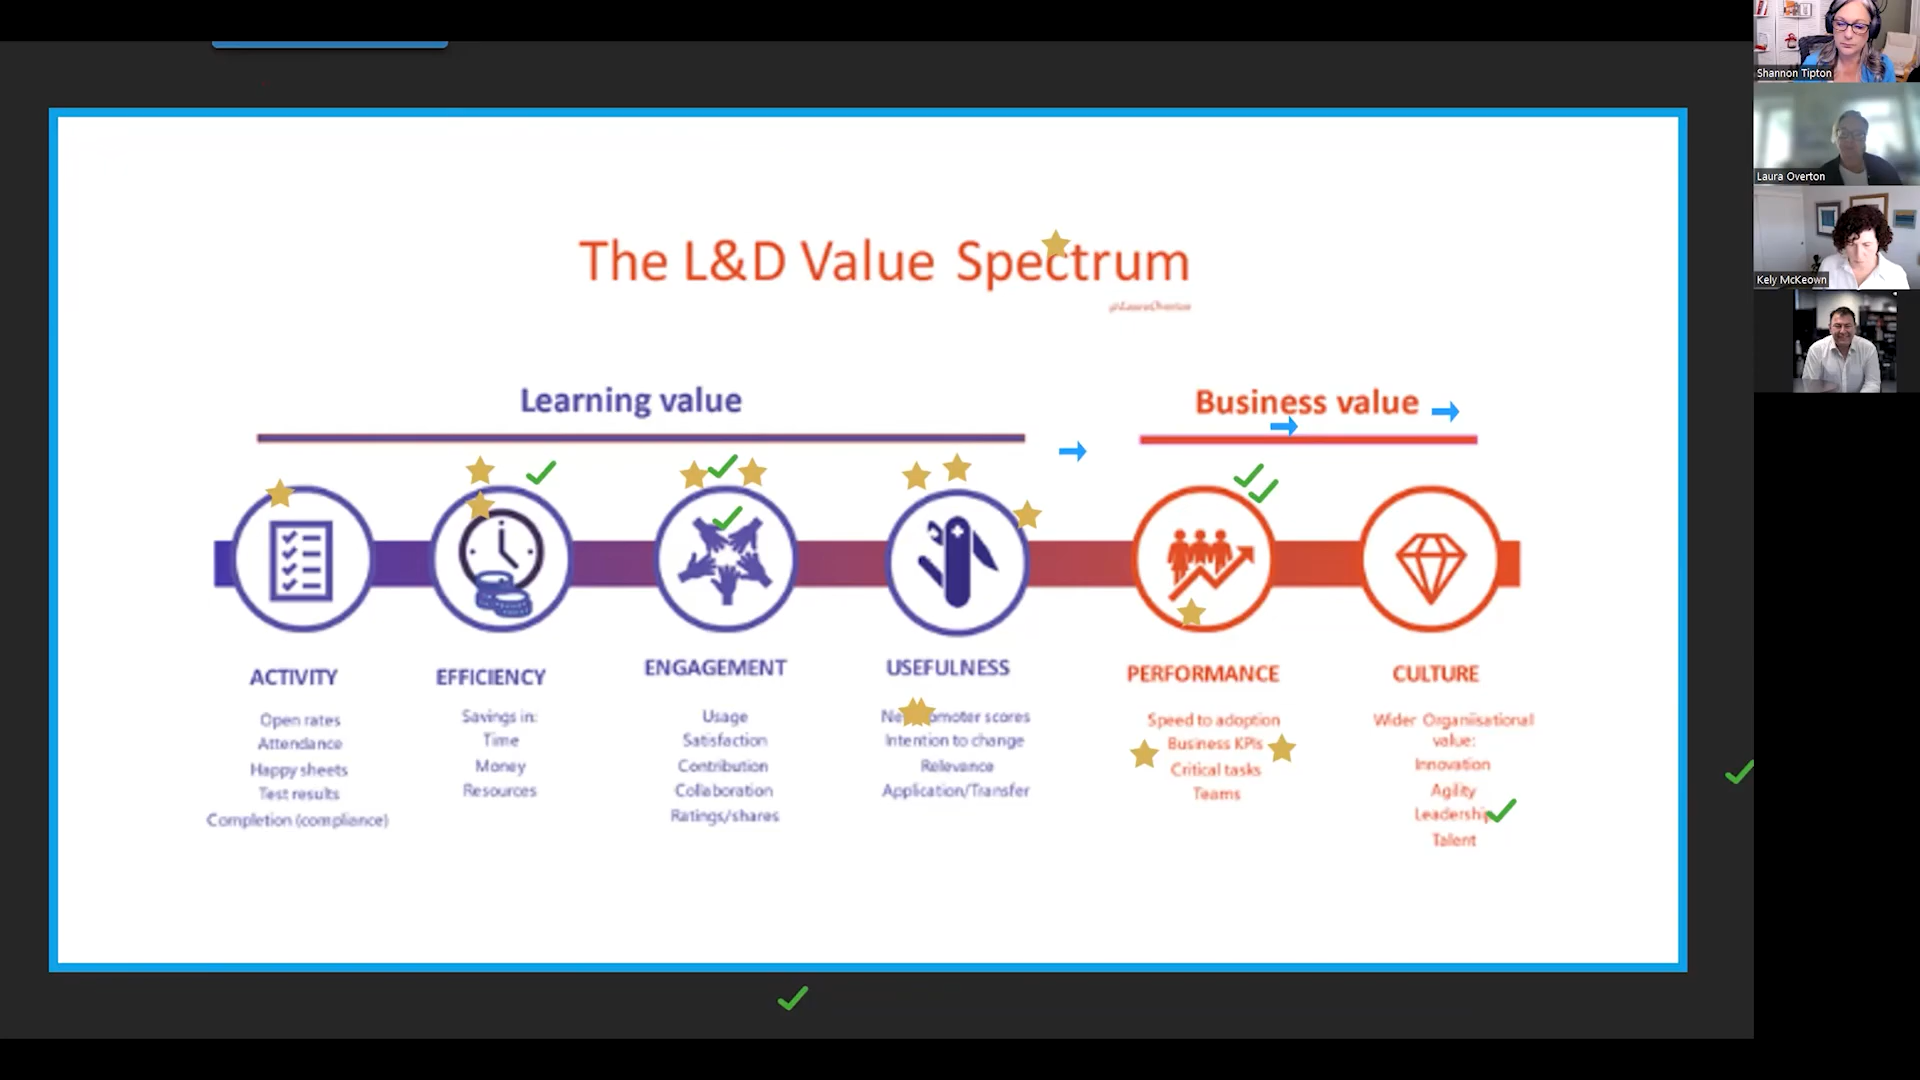 Shannon Tipton
Laura Overton
Kely McKeown
The L&D Value Spectrum
@LauraOverton
Learning value
Business value
ACTIVITY
Open rates
Attendance
Happy sheets
Test results
Completion (compliance)
EFFICIENCY
Savings in:
Time
Money
Resources
ENGAGEMENT
Usage
Satisfaction
Contribution
Collaboration
Ratings/shares
USEFULNESS
scores
Intention to change
Relevance
Application/Transfer
PERFORMANCE
Speed to adoption
Business KPIs
Critical tasks
Teams
CULTURE
Wider Organiisational
value:
Innovation
Agility
Leadership
Talent